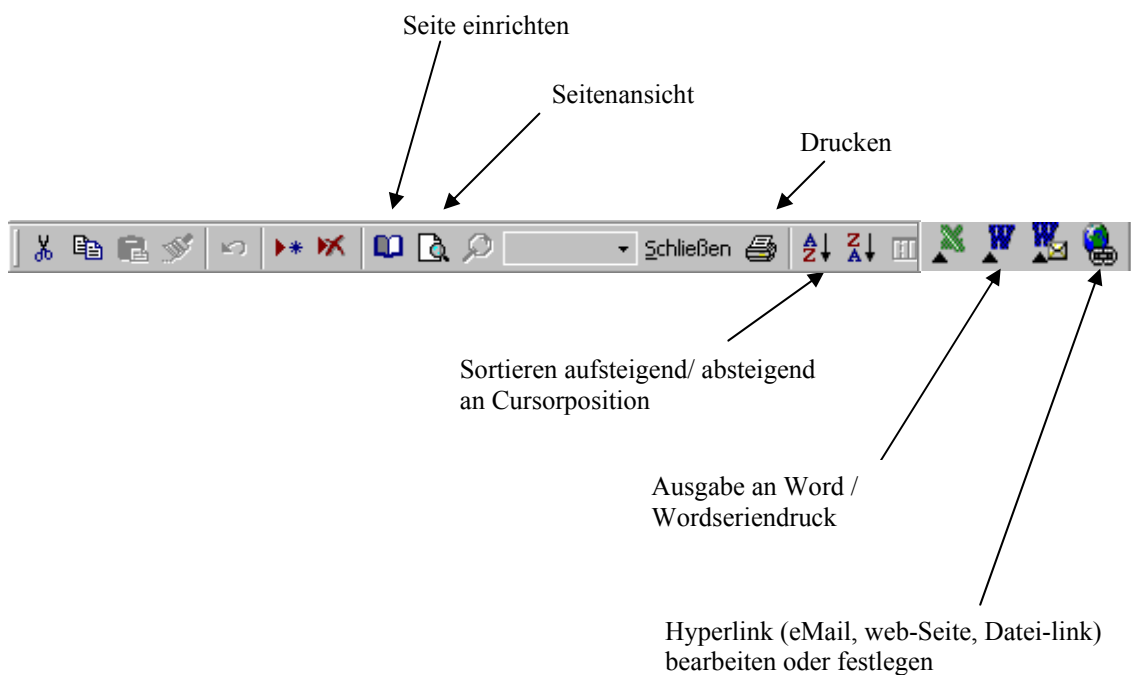 Seite einrichten
Seitenansicht
Drucken
Schließen
Sortieren aufsteigend/ absteigend
an Cursorposition
Ausgabe an Word /
Wordseriendruck
Hyperlink (eMail, web-Seite, Datei-link)
bearbeiten oder festlegen